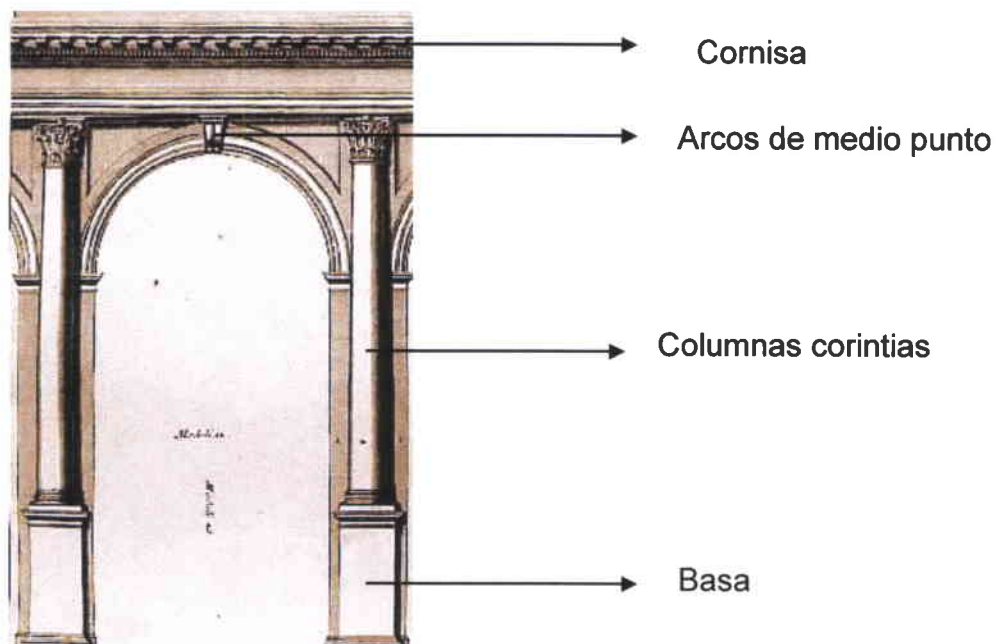 Cornisa
Arcos de medio punto
Columnas corintias
Basa